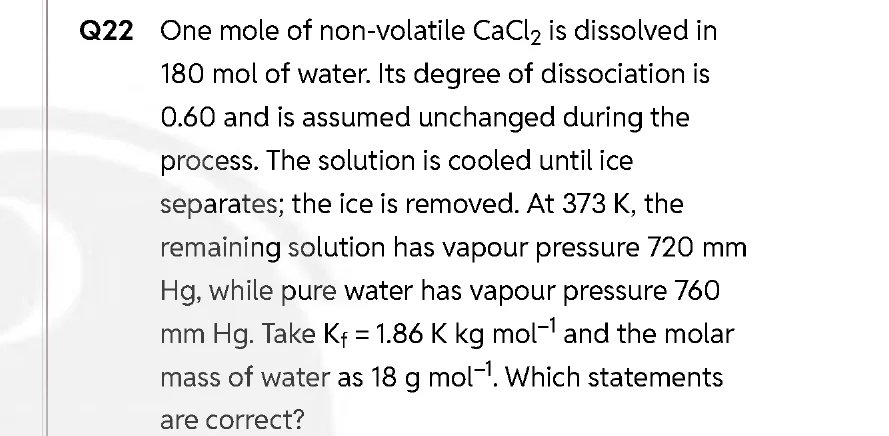 Q22 One mole of non-volatile CaCl₂ is dissolved in
180 mol of water. Its degree of dissociation is
0.60 and is assumed unchanged during the
process. The solution is cooled until ice
separates; the ice is removed. At 373 K, the
remaining solution has vapour pressure 720 mm
Hg, while pure water has vapour pressure 760
mm Hg. Take Kf = 1.86 K kg mol⁻¹ and the molar
mass of water as 18 g mol⁻¹. Which statements
are correct?